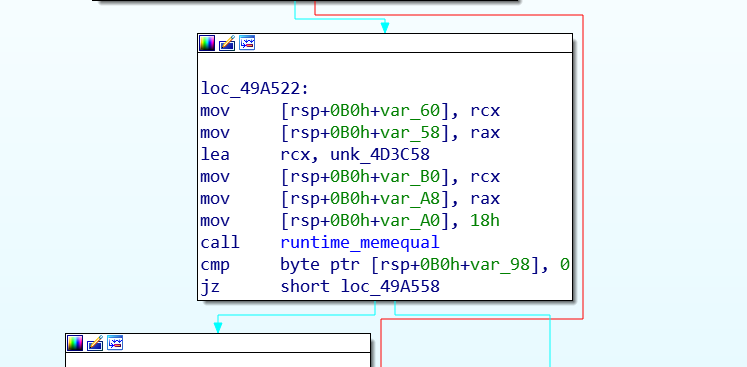 loc_49A522:
mov [rsp+0B0h+var_60], rcx
mov [rsp+0B0h+var_58], rax
lea rcx, unk_4D3C58
mov [rsp+0B0h+var_B0], rcx
mov [rsp+0B0h+var_A8], rax
mov [rsp+0B0h+var_A0], 18h
call runtime_memequal
cmp byte ptr [rsp+0B0h+var_98], 0
jz short loc_49A558